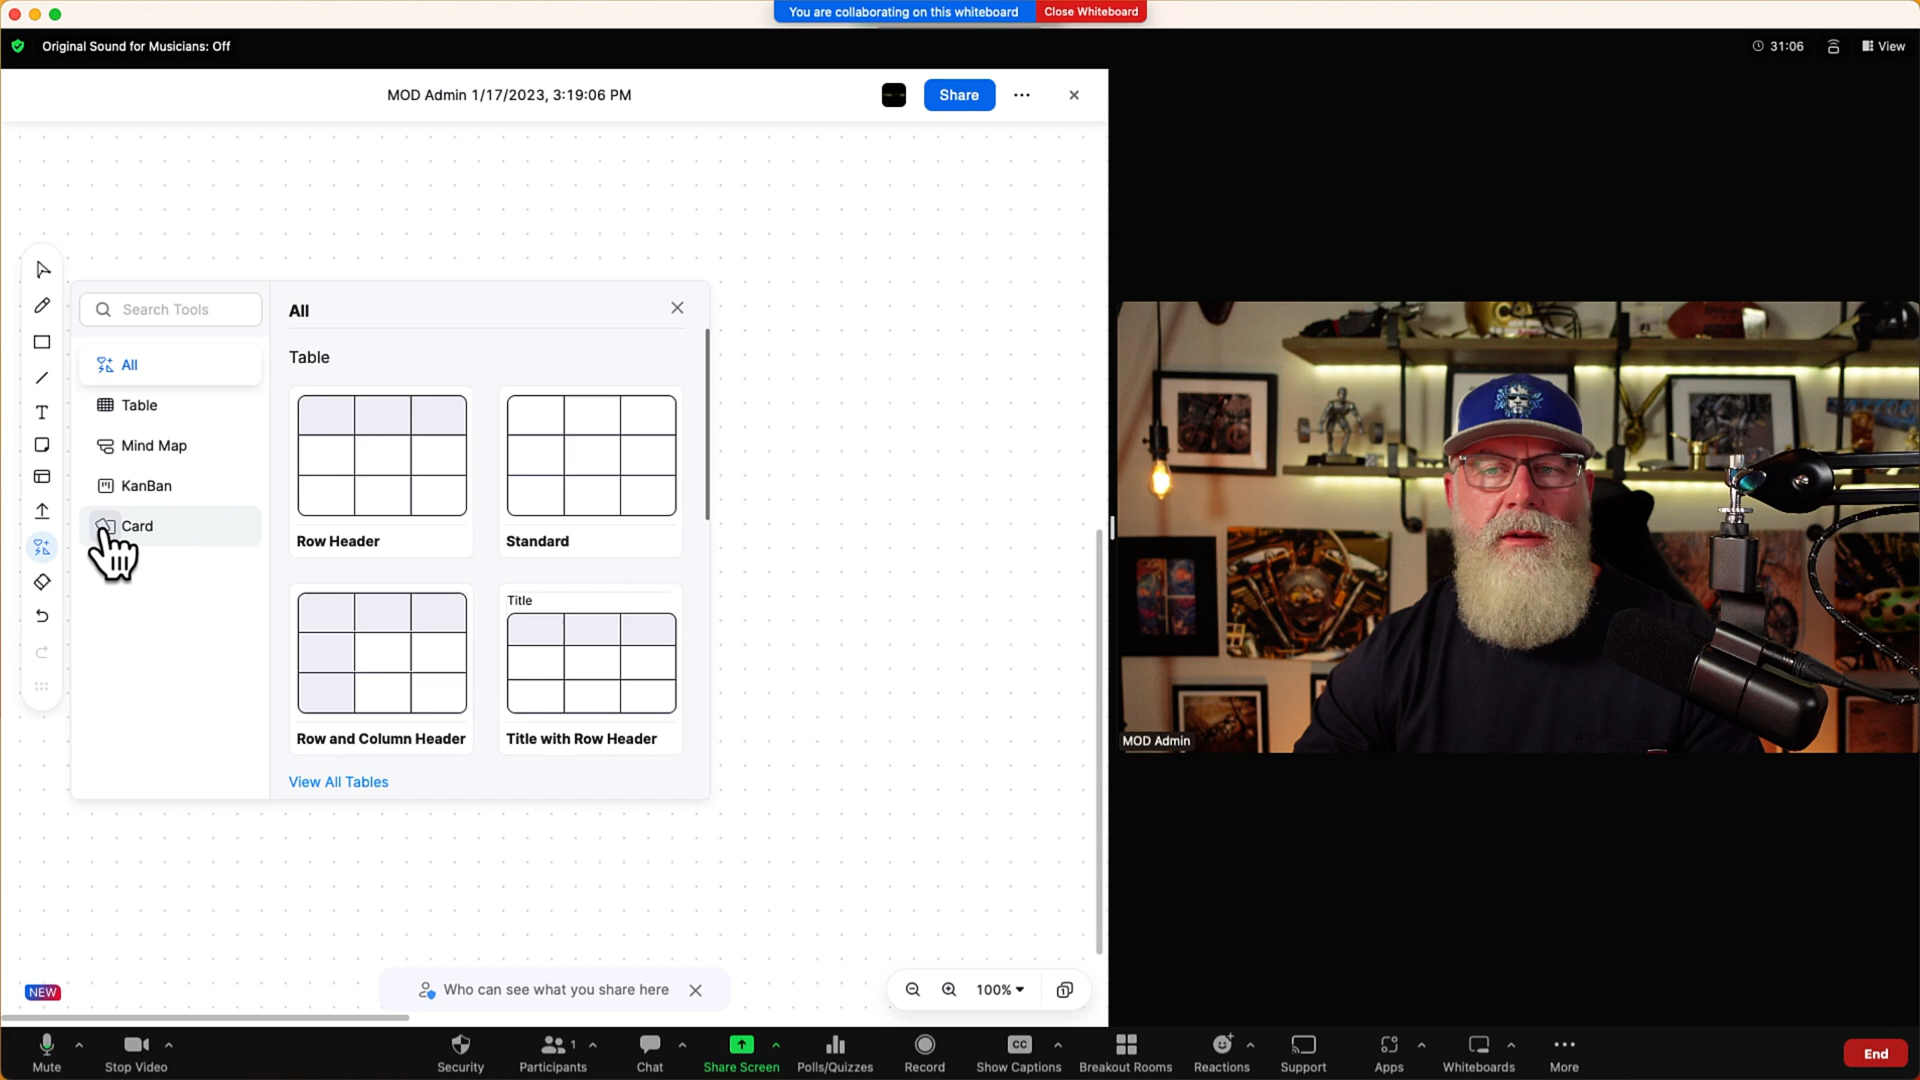 You are collaborating on this whiteboard Close Whiteboard
Original Sound for Musicians: Off
31:06
View
MOD Admin 1/17/2023, 3:19:06 PM
Share
Search Tools
All
Table
Mind Map
KanBan
Card
All
Table
Row Header
Standard
Row and Column Header
Title
Title with Row Header
View All Tables
MOD Admin
NEW
Who can see what you share here
100%
Mute
Stop Video
Security
1
Participants
Chat
Share Screen
Polls/Quizzes
Record
CC
Show Captions
Breakout Rooms
Reactions
Support
Apps
Whiteboards
More
End